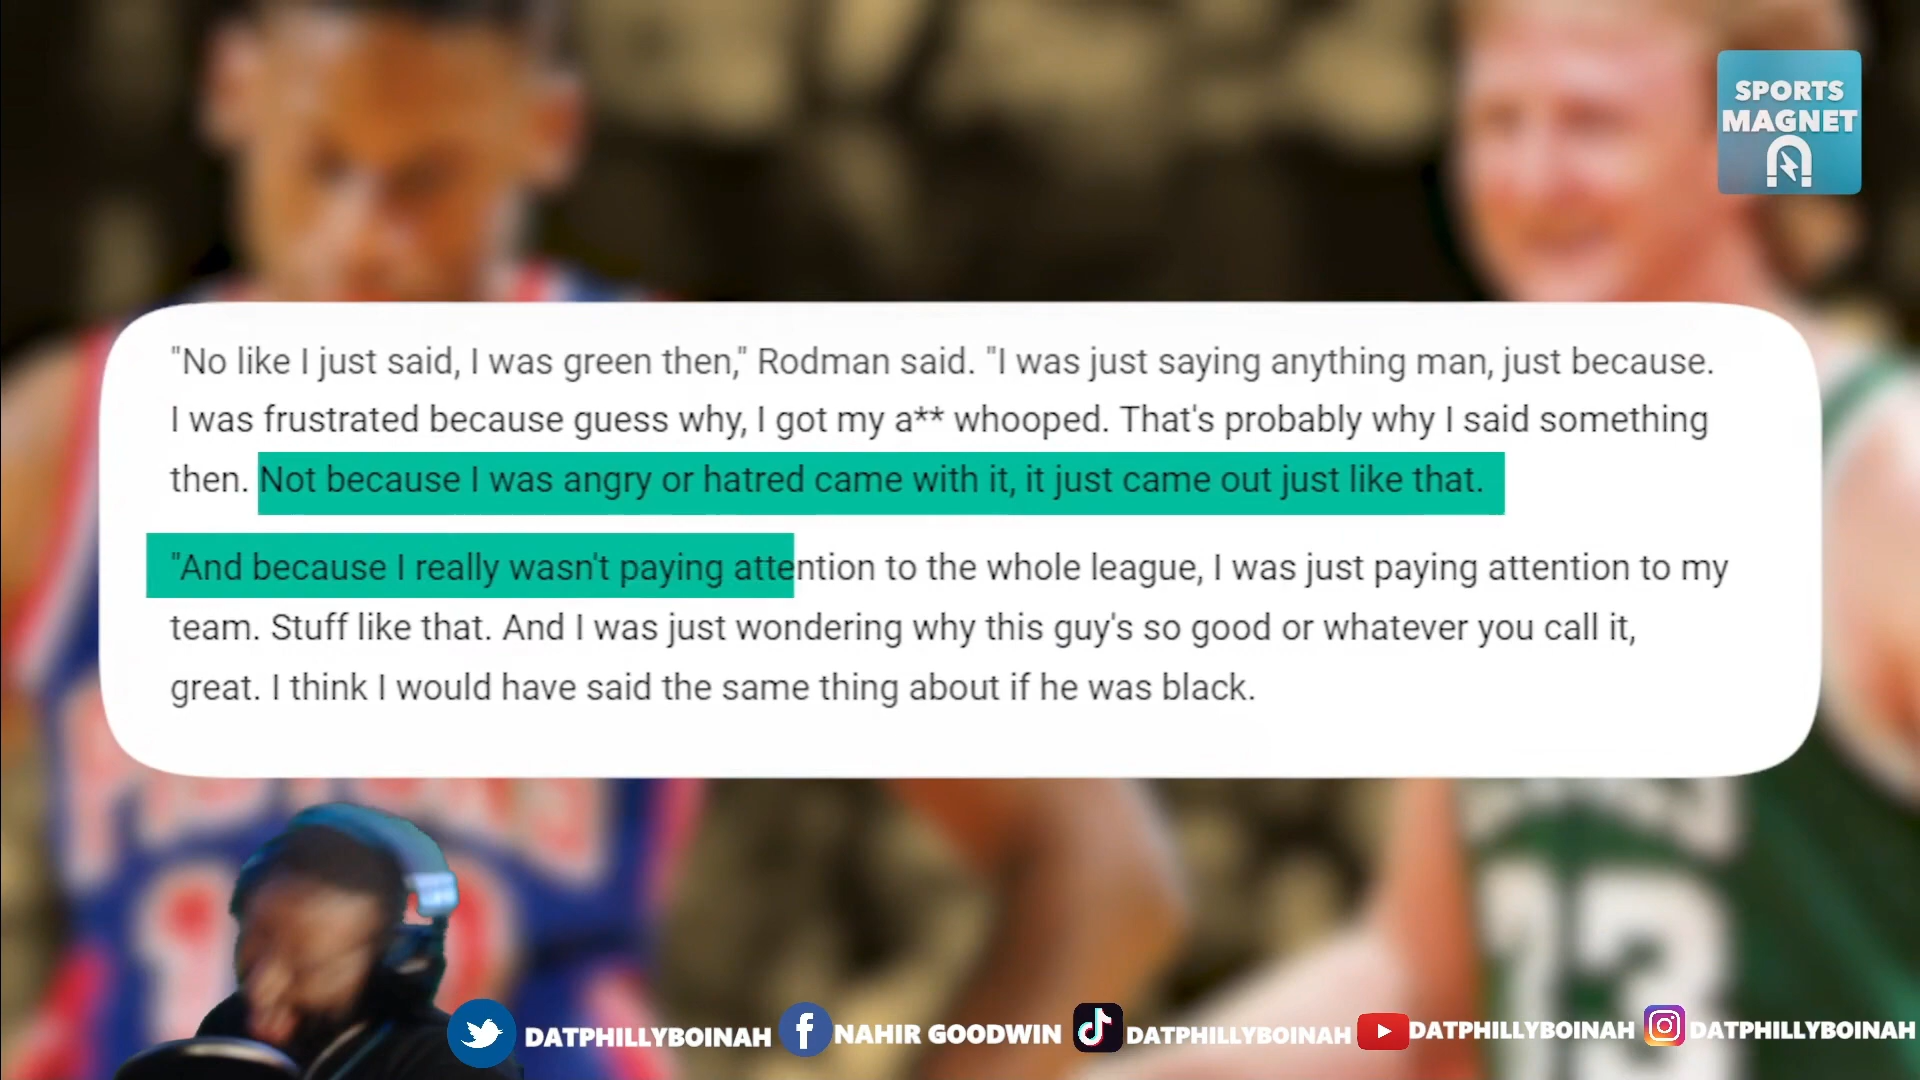 SPORTS
MAGNET
"No like I just said, I was green then," Rodman said. "I was just saying anything man, just because.
I was frustrated because guess why, I got my a** whooped. That's probably why I said something
then. Not because I was angry or hatred came with it, it just came out just like that.
"And because I really wasn't paying attention to the whole league, I was just paying attention to my
team. Stuff like that. And I was just wondering why this guy's so good or whatever you call it,
great. I think I would have said the same thing about if he was black.
DATPHILLYBOINAH NAHIR GOODWIN DATPHILLYBOINAH DATPHILLYBOINAH DATPHILLYBOINAH